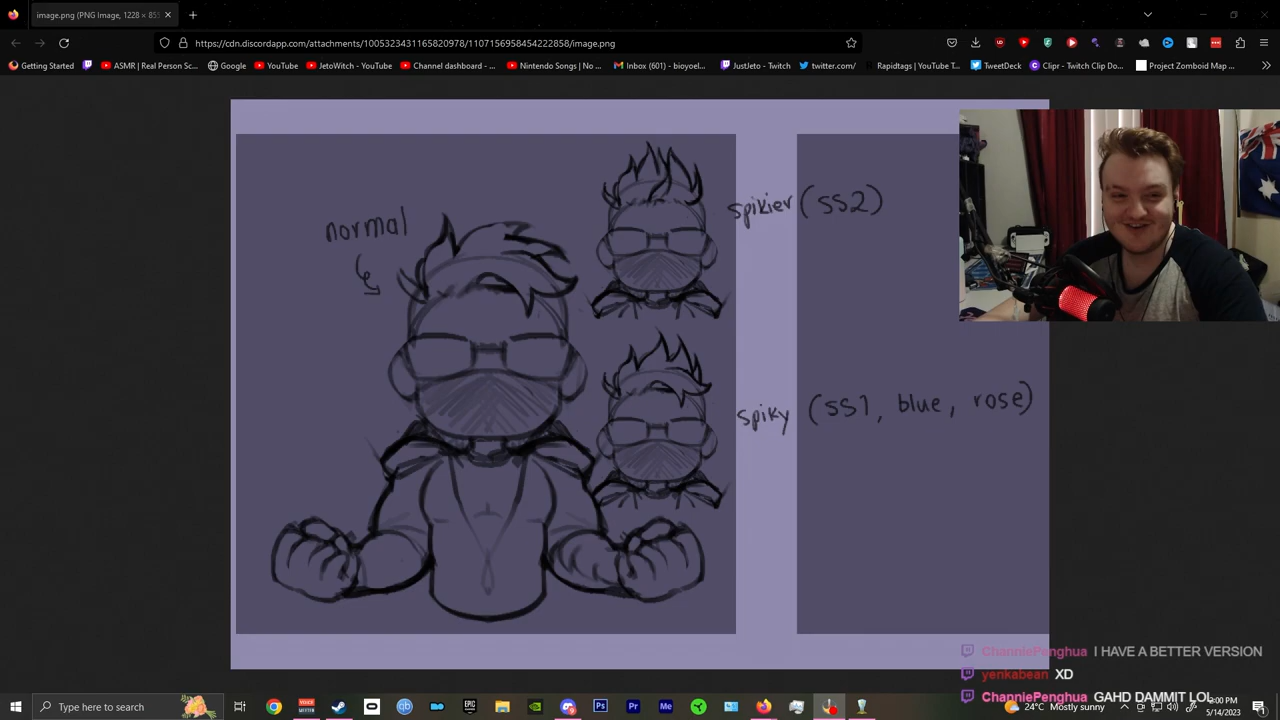 image.png (PNG Image, 1228 × 855
https://cdn.discordapp.com/attachments/1005323431165820978/1107156958454222858/image.png
Getting Started
ASMR | Real Person Sc...
Google
YouTube
JetoWitch - YouTube
Channel dashboard - ...
Nintendo Songs | No ...
Inbox (601) - bioyoel...
JustJeto - Twitch
twitter.com/
Rapidtags | YouTube T...
TweetDeck
Clipr - Twitch Clip Do...
Project Zomboid Map ...
spikier (SS2)
normal
spiky (SS1, blue, rose)
ChanniePenghua I HAVE A BETTER VERSION
yenkabean XD
ChanniePenghua GAHD DAMMIT LOL
Type here to search
24°C Mostly sunny
:00 PM
5/14/2023